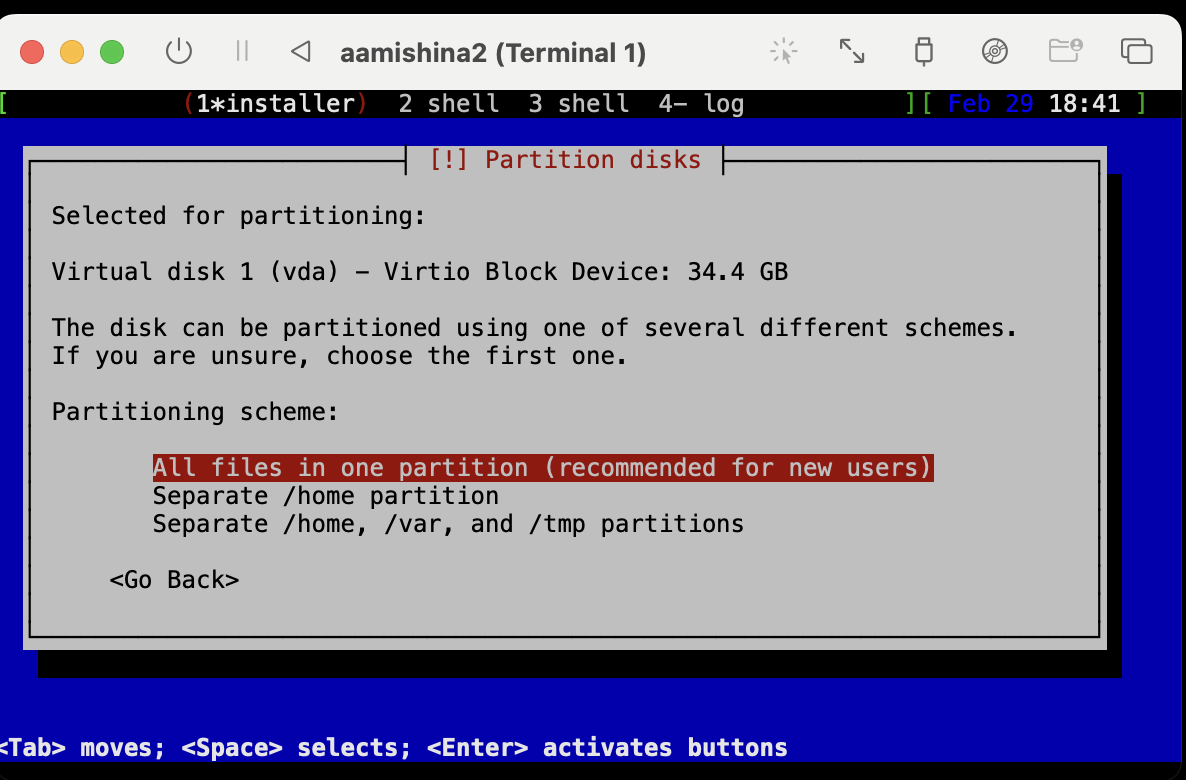 aamishina2 (Terminal 1)
[ (1*installer) 2 shell 3 shell 4- log ][ Feb 29 18:41 ]
[!] Partition disks
Selected for partitioning:
Virtual disk 1 (vda) - Virtio Block Device: 34.4 GB
The disk can be partitioned using one of several different schemes.
If you are unsure, choose the first one.
Partitioning scheme:
All files in one partition (recommended for new users)
Separate /home partition
Separate /home, /var, and /tmp partitions
<Go Back>
<Tab> moves; <Space> selects; <Enter> activates buttons